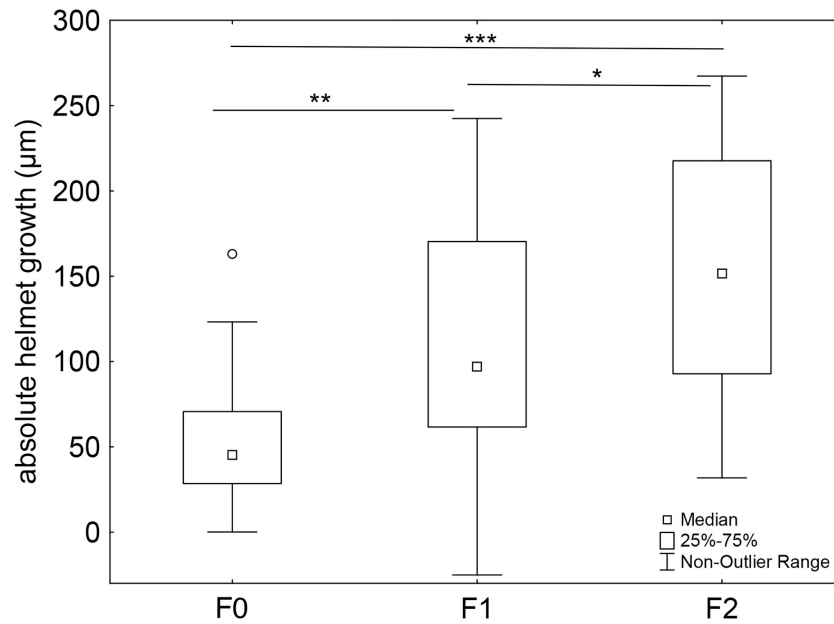 300
250
200
150
100
50
0
absolute helmet growth (µm)
***
*
**
Median
25%-75%
Non-Outlier Range
F0 F1 F2